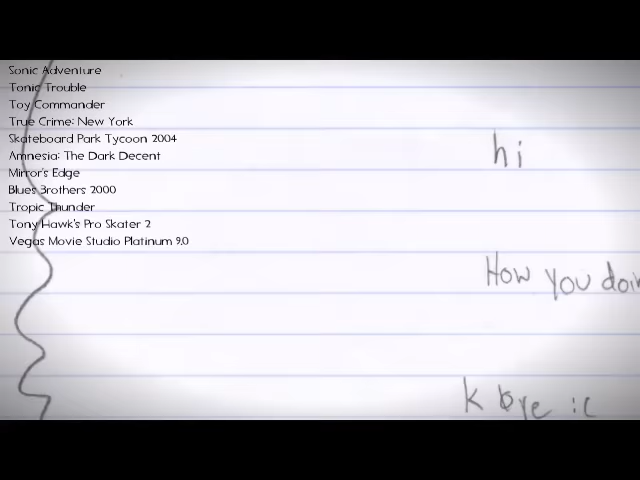 Sonic Adventure
Tonic Trouble
Toy Commander
True Crime: New York
Skateboard Park Tycoon 2004
Amnesia: The Dark Decent
Mirror's Edge
Blues Brothers 2000
Tropic Thunder
Tony Hawk's Pro Skater 2
Vegas Movie Studio Platinum 9.0
hi
How you
k bye :c